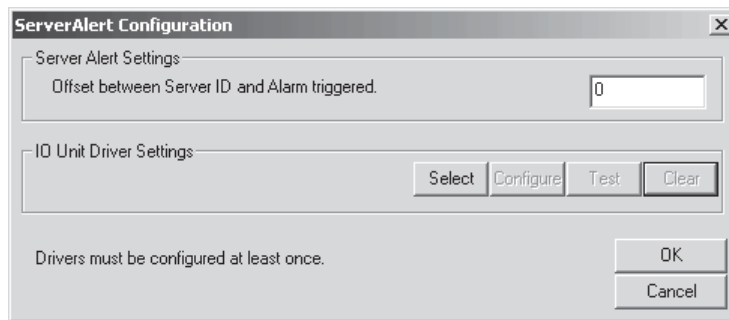 ServerAlert Configuration
Server Alert Settings
Offset between Server ID and Alarm triggered.
0
IO Unit Driver Settings
Select Configure Test Clear
Drivers must be configured at least once.
OK
Cancel